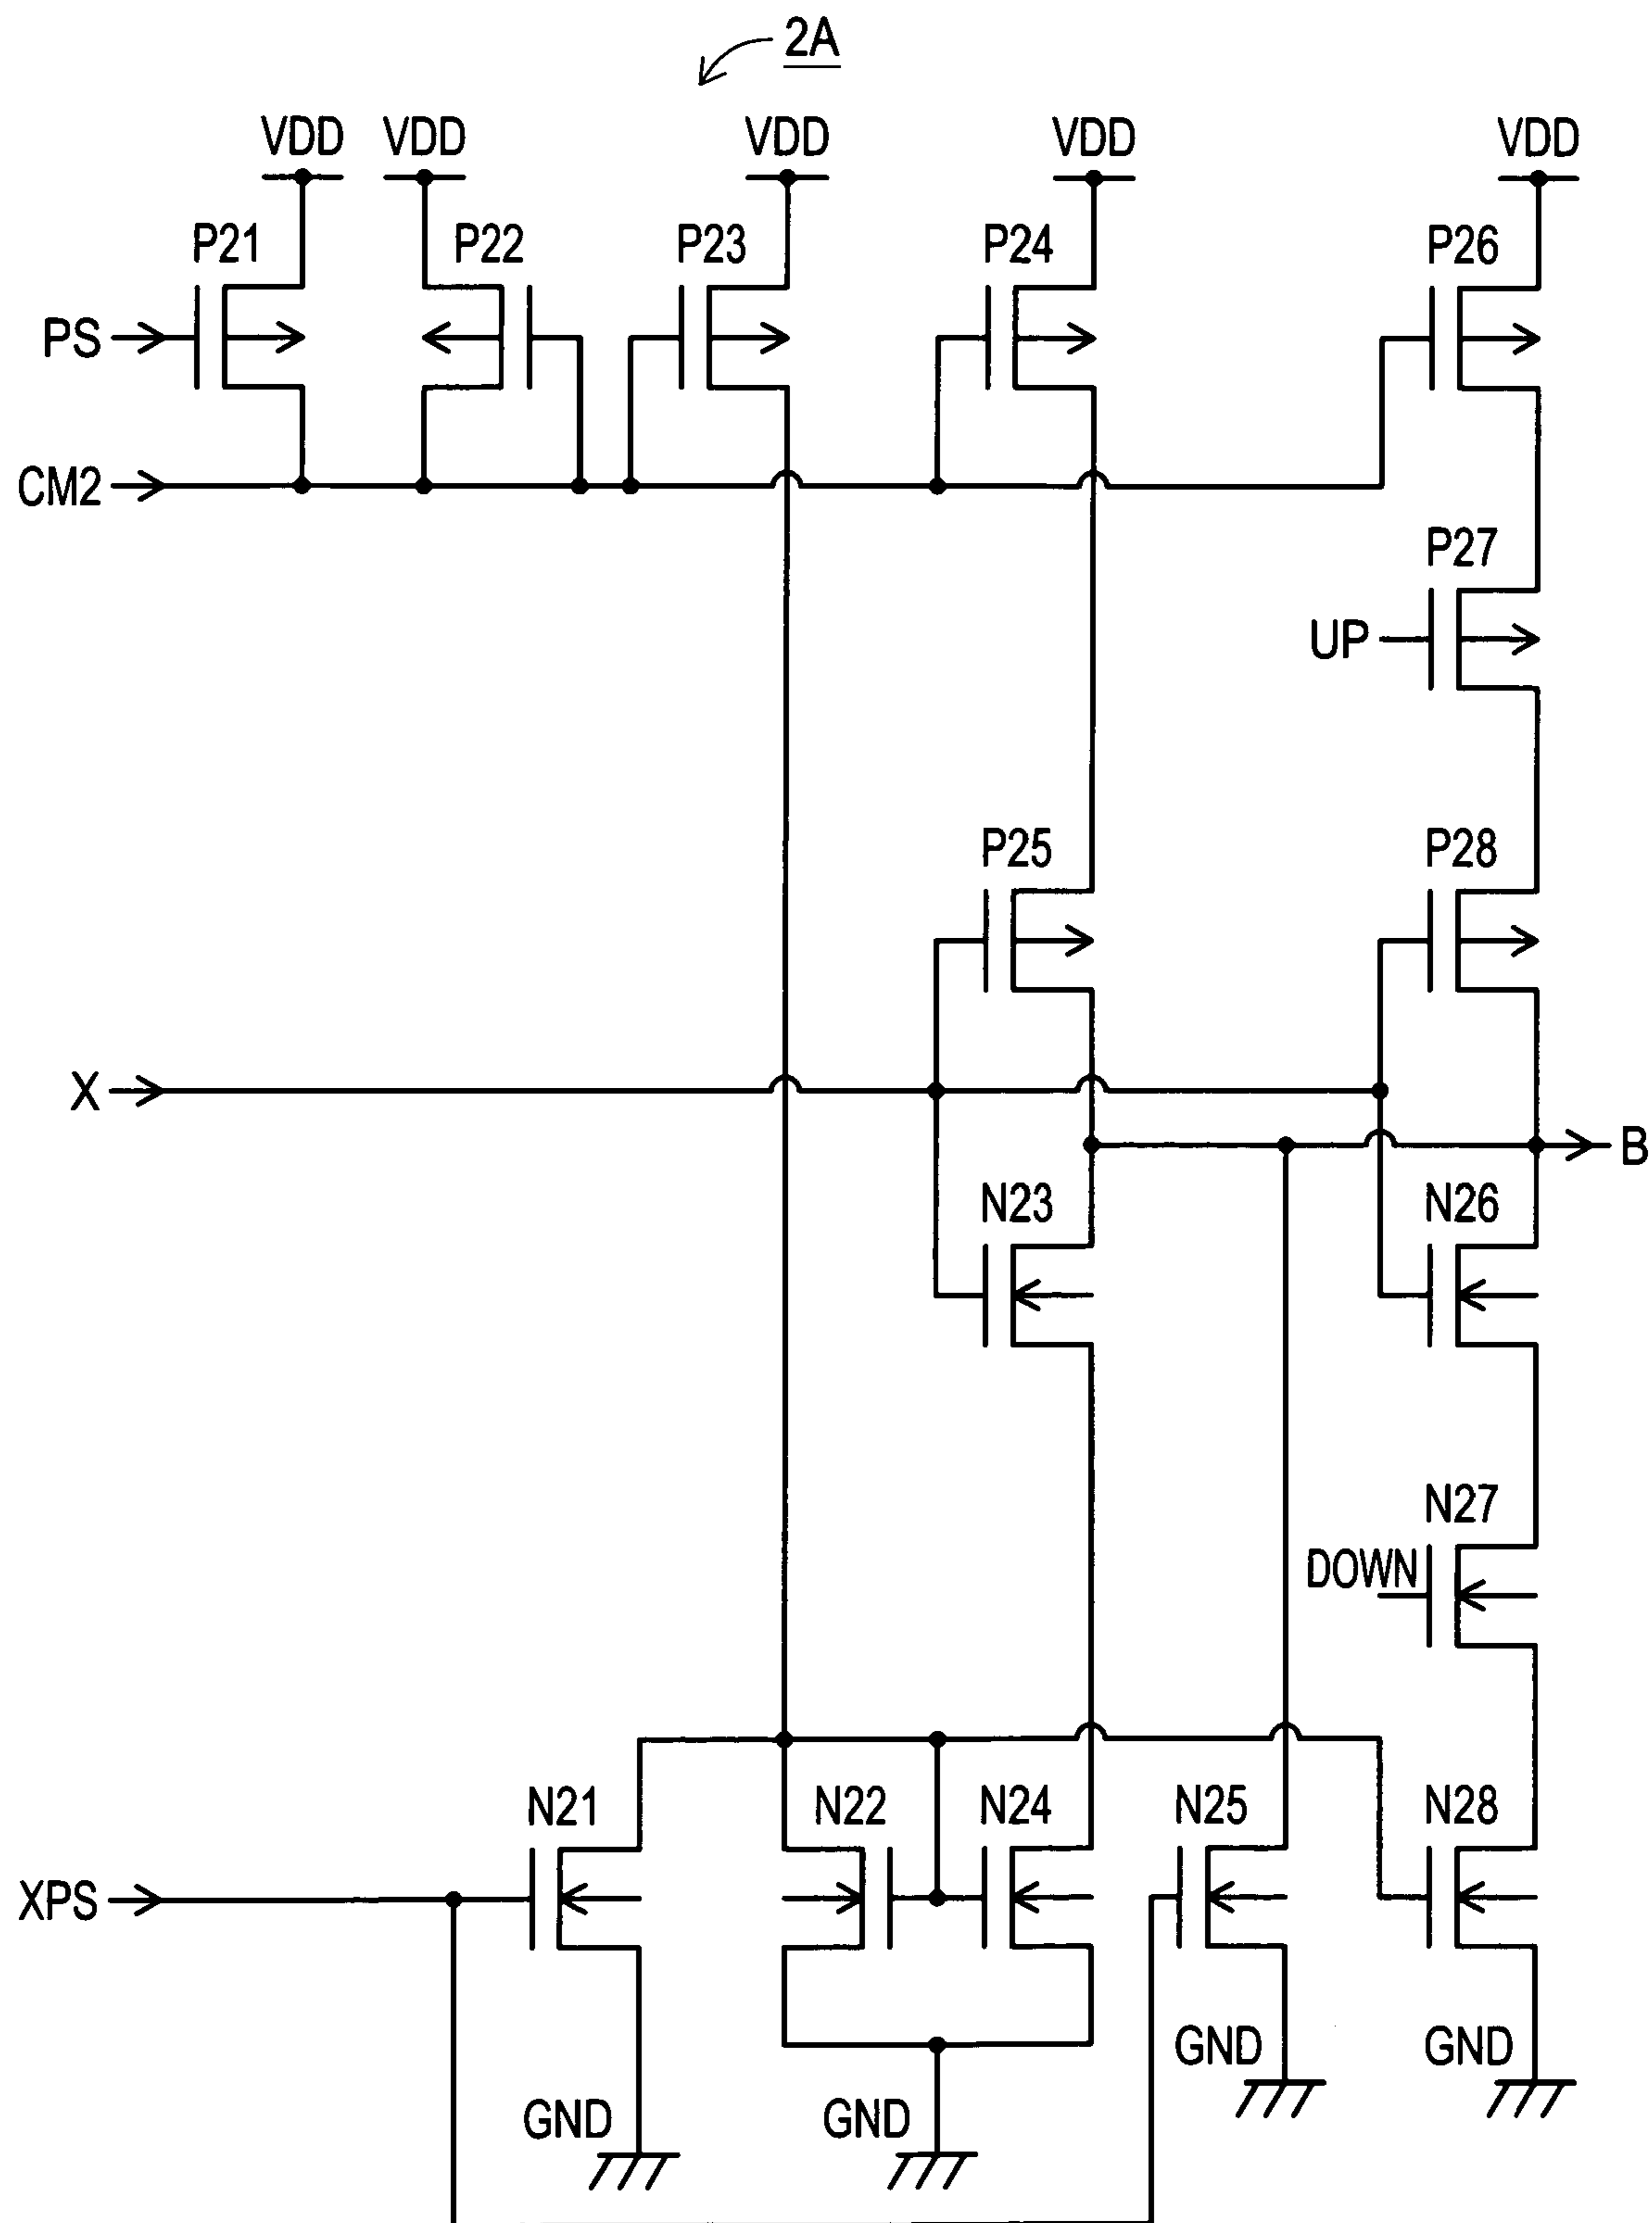 2A
VDD VDD VDD VDD VDD
P21 P22 P23 P24 P26
PS
CM2
P27
UP
P25 P28
X
B
N23 N26
N27
DOWN
N21 N22 N24 N25 N28
XPS
GND GND
GND GND